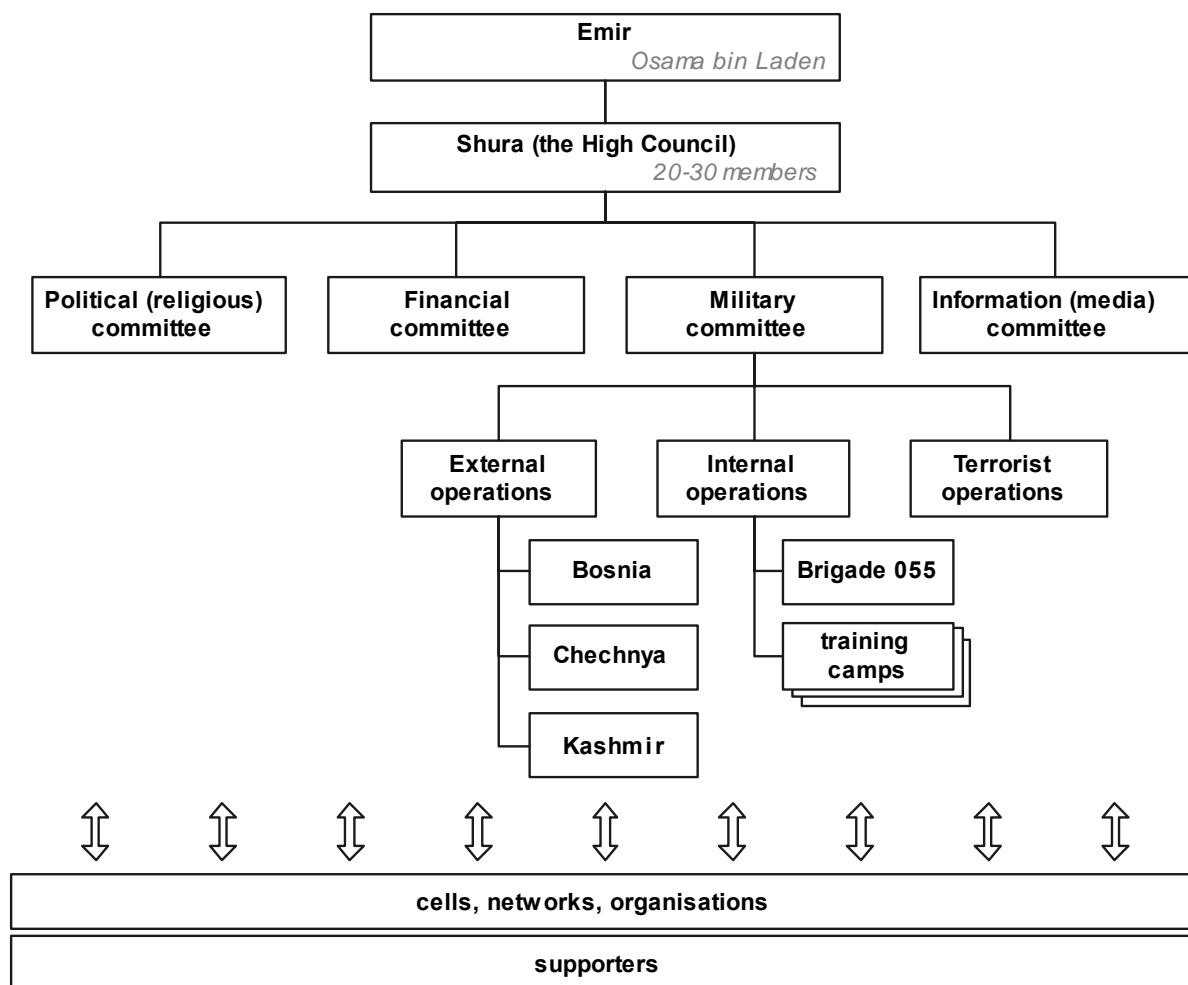 Emir
Osama bin Laden
Shura (the High Council)
20-30 members
Political (religious)
committee
Financial
committee
Military
committee
Information (media)
committee
External
operations
Internal
operations
Terrorist
operations
Bosnia
Brigade 055
Chechnya
training
camps
Kashmir
cells, networks, organisations
supporters